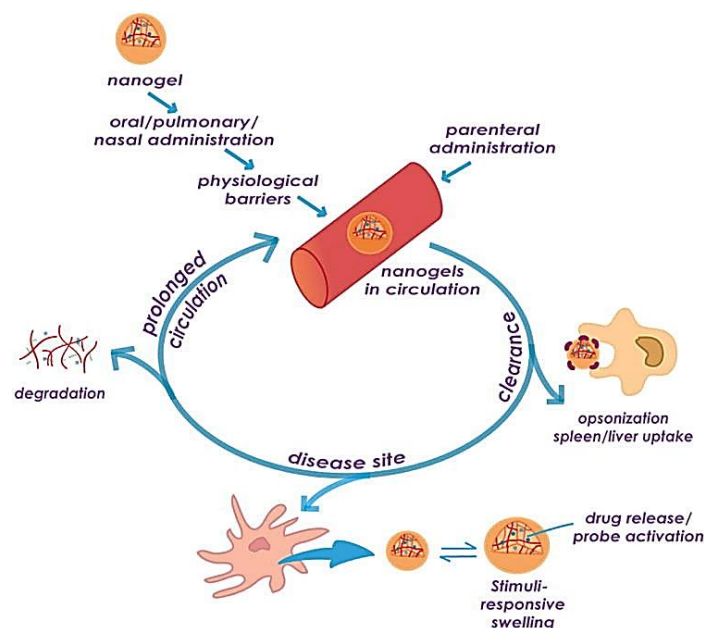 nanogel
oral/pulmonary/
nasal administration
physiological
barriers
parenteral
administration
nanogels
in circulation
prolonged
circulation
clearance
degradation
opsonization
spleen/liver uptake
disease site
drug release/
probe activation
Stimuli-
responsive
swelling